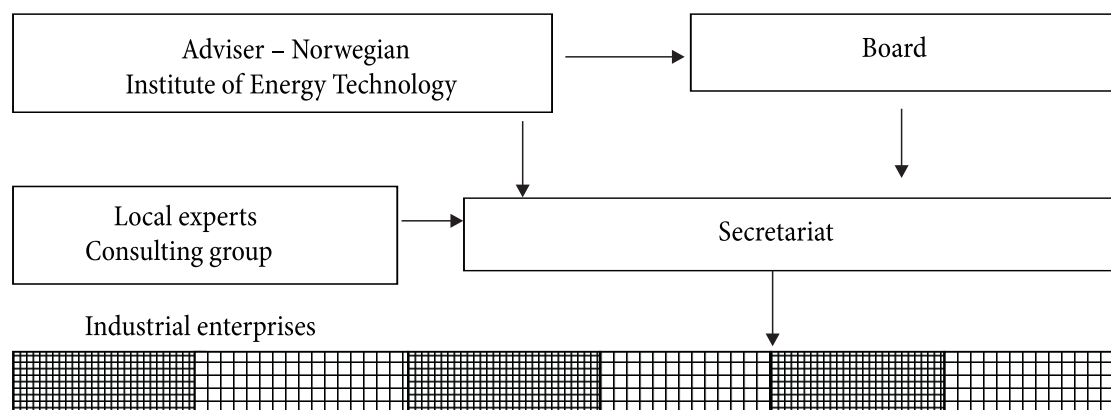 Adviser – Norwegian
Institute of Energy Technology
Board
Local experts
Consulting group
Secretariat
Industrial enterprises